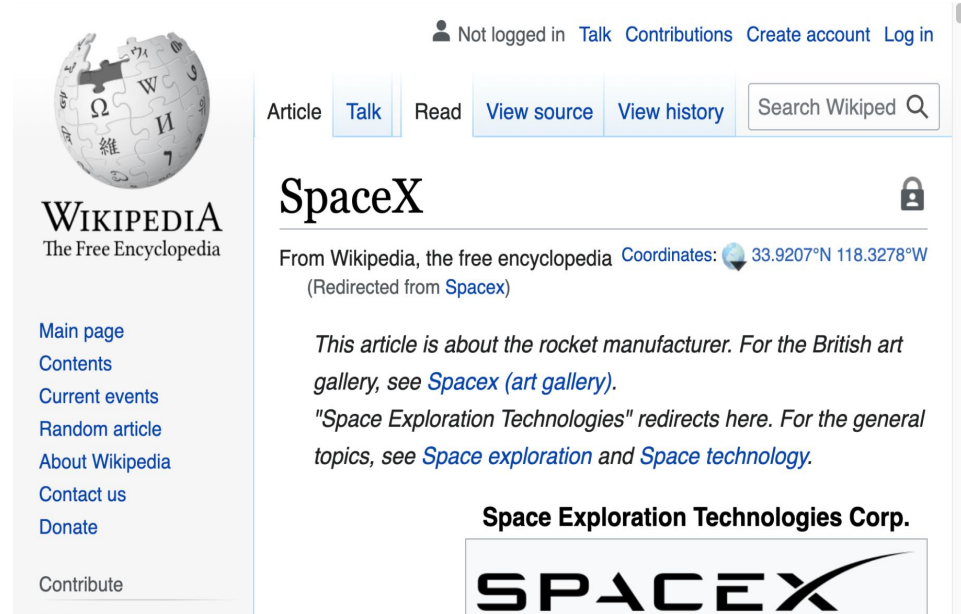 Not logged in Talk Contributions Create account Log in
Article Talk Read View source View history Search Wikiped
WIKIPEDIA
The Free Encyclopedia
Main page
Contents
Current events
Random article
About Wikipedia
Contact us
Donate
Contribute
SpaceX
From Wikipedia, the free encyclopedia Coordinates: 33.9207°N 118.3278°W
(Redirected from Spacex)
This article is about the rocket manufacturer. For the British art
gallery, see Spacex (art gallery).
"Space Exploration Technologies" redirects here. For the general
topics, see Space exploration and Space technology.
Space Exploration Technologies Corp.
SPACEX